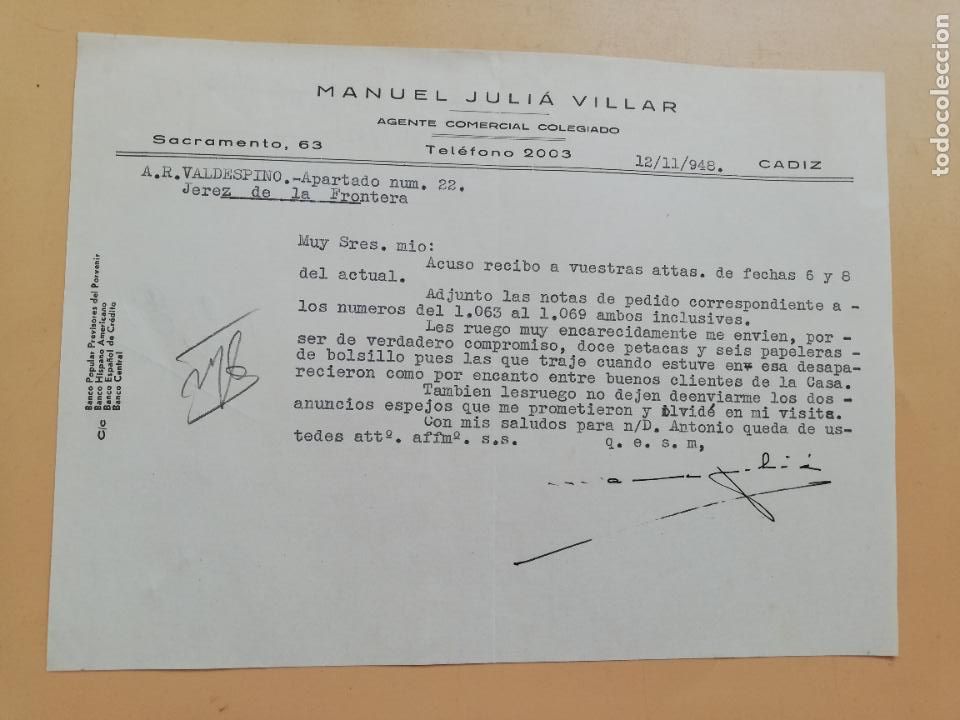 MANUEL JULIÁ VILLAR
AGENTE COMERCIAL COLEGIADO
Sacramento, 63
Teléfono 2003
12/11/948.
CADIZ
A.R.VALDESPINO.-Apartado num. 22.
Jerez de la Frontera
Muy Sres. mio:
Acuso recibo a vuestras attas. de fechas 6 y 8
del actual.
Adjunto las notas de pedido correspondiente a -
los numeros del 1.063 al 1.069 ambos inclusives.
Les ruego muy encarecidamente me envien, por -
ser de verdadero compromiso, doce petacas y seis papeleras -
de bolsillo pues las que traje cuando estuve en esa desapa-
recieron como por encanto entre buenos clientes de la Casa.
Tambien lesruego no dejen deenviarme los dos -
anuncios espejos que me prometieron y olvidé en mi visita.
Con mis saludos para n/D. Antonio queda de us-
tedes attº. affmº. s.s. q. e. s. m,
C/c
Banco Popular Previsores del Porvenir
Banco Hispano Americano
Banco Español de Crédito
Banco Central
todocoleccion
todocoleccion.net